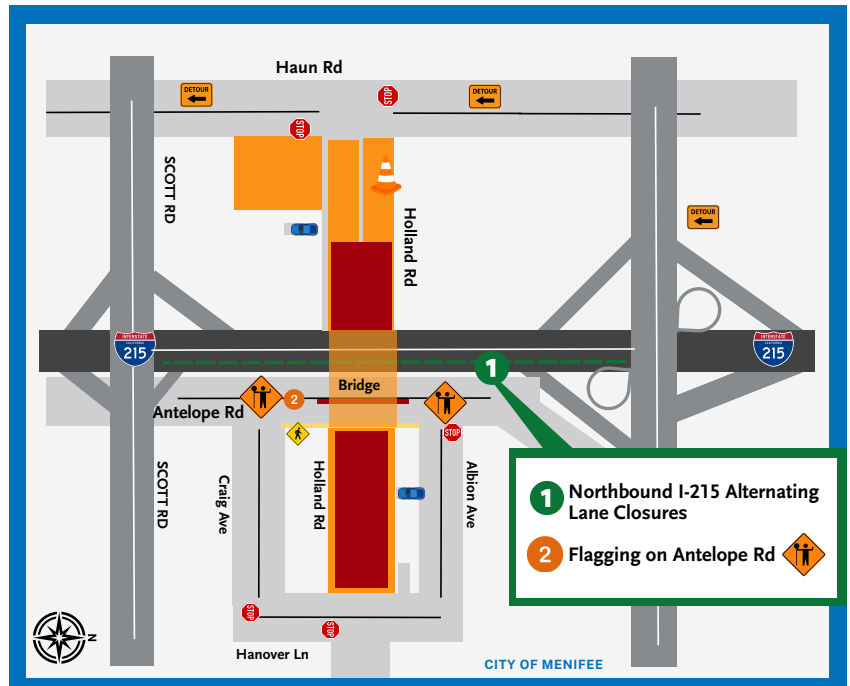 Haun Rd
DETOUR
STOP
DETOUR
STOP
SCOTT RD
Holland Rd
DETOUR
INTERSTATE
CALIFORNIA
215
INTERSTATE
CALIFORNIA
215
1
Bridge
2
Antelope Rd
STOP
SCOTT RD
Craig Ave
Holland Rd
Albion Ave
1 Northbound I-215 Alternating
Lane Closures
2 Flagging on Antelope Rd
STOP
STOP
N
Hanover Ln
CITY OF MENIFEE